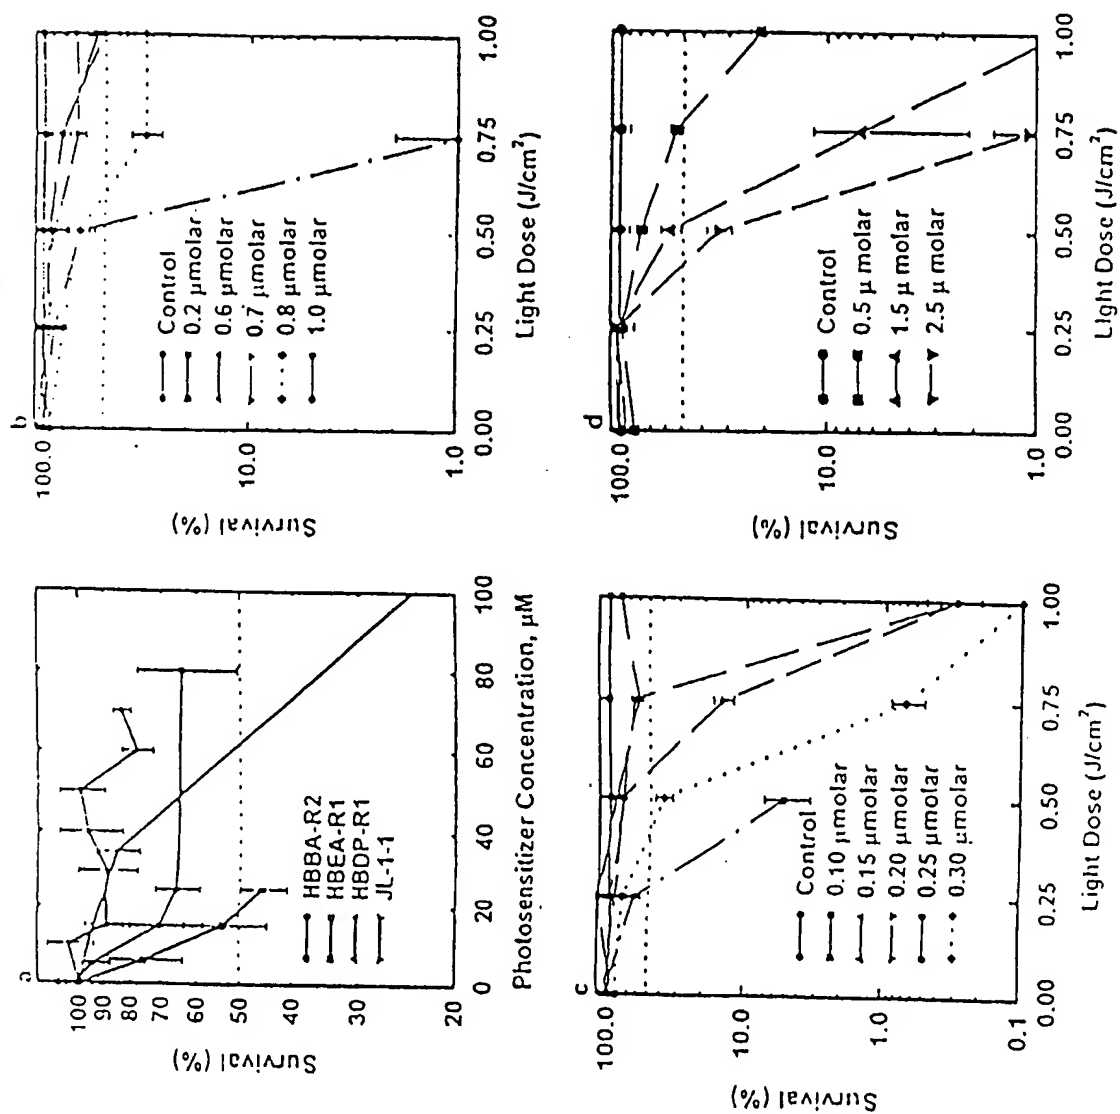 a
Survival (%)
100
90
80
70
60
50
40
30
20
HBBA-R2
HBEA-R1
HBDP-R1
JL-1-1
0 20 40 60 80 100
Photosensitizer Concentration, µM
b
Survival (%)
100.0
10.0
1.0
Control
0.2 µmolar
0.6 µmolar
0.7 µmolar
0.8 µmolar
1.0 µmolar
0.00 0.25 0.50 0.75 1.00
Light Dose (J/cm²)
c
Survival (%)
100.0
10.0
1.0
0.1
Control
0.10 µmolar
0.15 µmolar
0.20 µmolar
0.25 µmolar
0.30 µmolar
0.00 0.25 0.50 0.75 1.00
Light Dose (J/cm²)
d
Survival (%)
100.0
10.0
1.0
Control
0.5 µ molar
1.5 µ molar
2.5 µ molar
0.00 0.25 0.50 0.75 1.00
Light Dose (J/cm²)